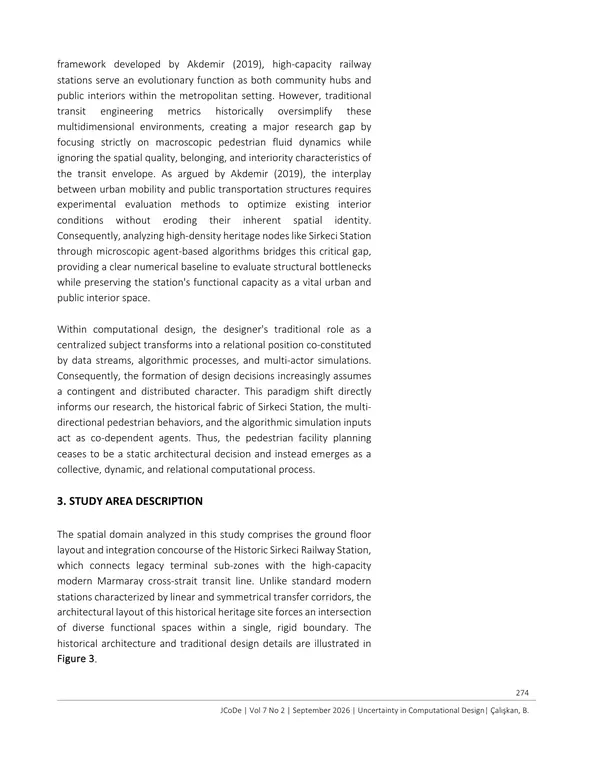 framework developed by Akdemir (2019), high-capacity railway
stations serve an evolutionary function as both community hubs and
public interiors within the metropolitan setting. However, traditional
transit engineering metrics historically oversimplify these
multidimensional environments, creating a major research gap by
focusing strictly on macroscopic pedestrian fluid dynamics while
ignoring the spatial quality, belonging, and interiority characteristics of
the transit envelope. As argued by Akdemir (2019), the interplay
between urban mobility and public transportation structures requires
experimental evaluation methods to optimize existing interior
conditions without eroding their inherent spatial identity.
Consequently, analyzing high-density heritage nodes like Sirkeci Station
through microscopic agent-based algorithms bridges this critical gap,
providing a clear numerical baseline to evaluate structural bottlenecks
while preserving the station's functional capacity as a vital urban and
public interior space.
Within computational design, the designer's traditional role as a
centralized subject transforms into a relational position co-constituted
by data streams, algorithmic processes, and multi-actor simulations.
Consequently, the formation of design decisions increasingly assumes
a contingent and distributed character. This paradigm shift directly
informs our research, the historical fabric of Sirkeci Station, the multi-
directional pedestrian behaviors, and the algorithmic simulation inputs
act as co-dependent agents. Thus, the pedestrian facility planning
ceases to be a static architectural decision and instead emerges as a
collective, dynamic, and relational computational process.
3. STUDY AREA DESCRIPTION
The spatial domain analyzed in this study comprises the ground floor
layout and integration concourse of the Historic Sirkeci Railway Station,
which connects legacy terminal sub-zones with the high-capacity
modern Marmaray cross-strait transit line. Unlike standard modern
stations characterized by linear and symmetrical transfer corridors, the
architectural layout of this historical heritage site forces an intersection
of diverse functional spaces within a single, rigid boundary. The
historical architecture and traditional design details are illustrated in
Figure 3.
274
JCoDe | Vol 7 No 2 | September 2026 | Uncertainty in Computational Design| Çalışkan, B.